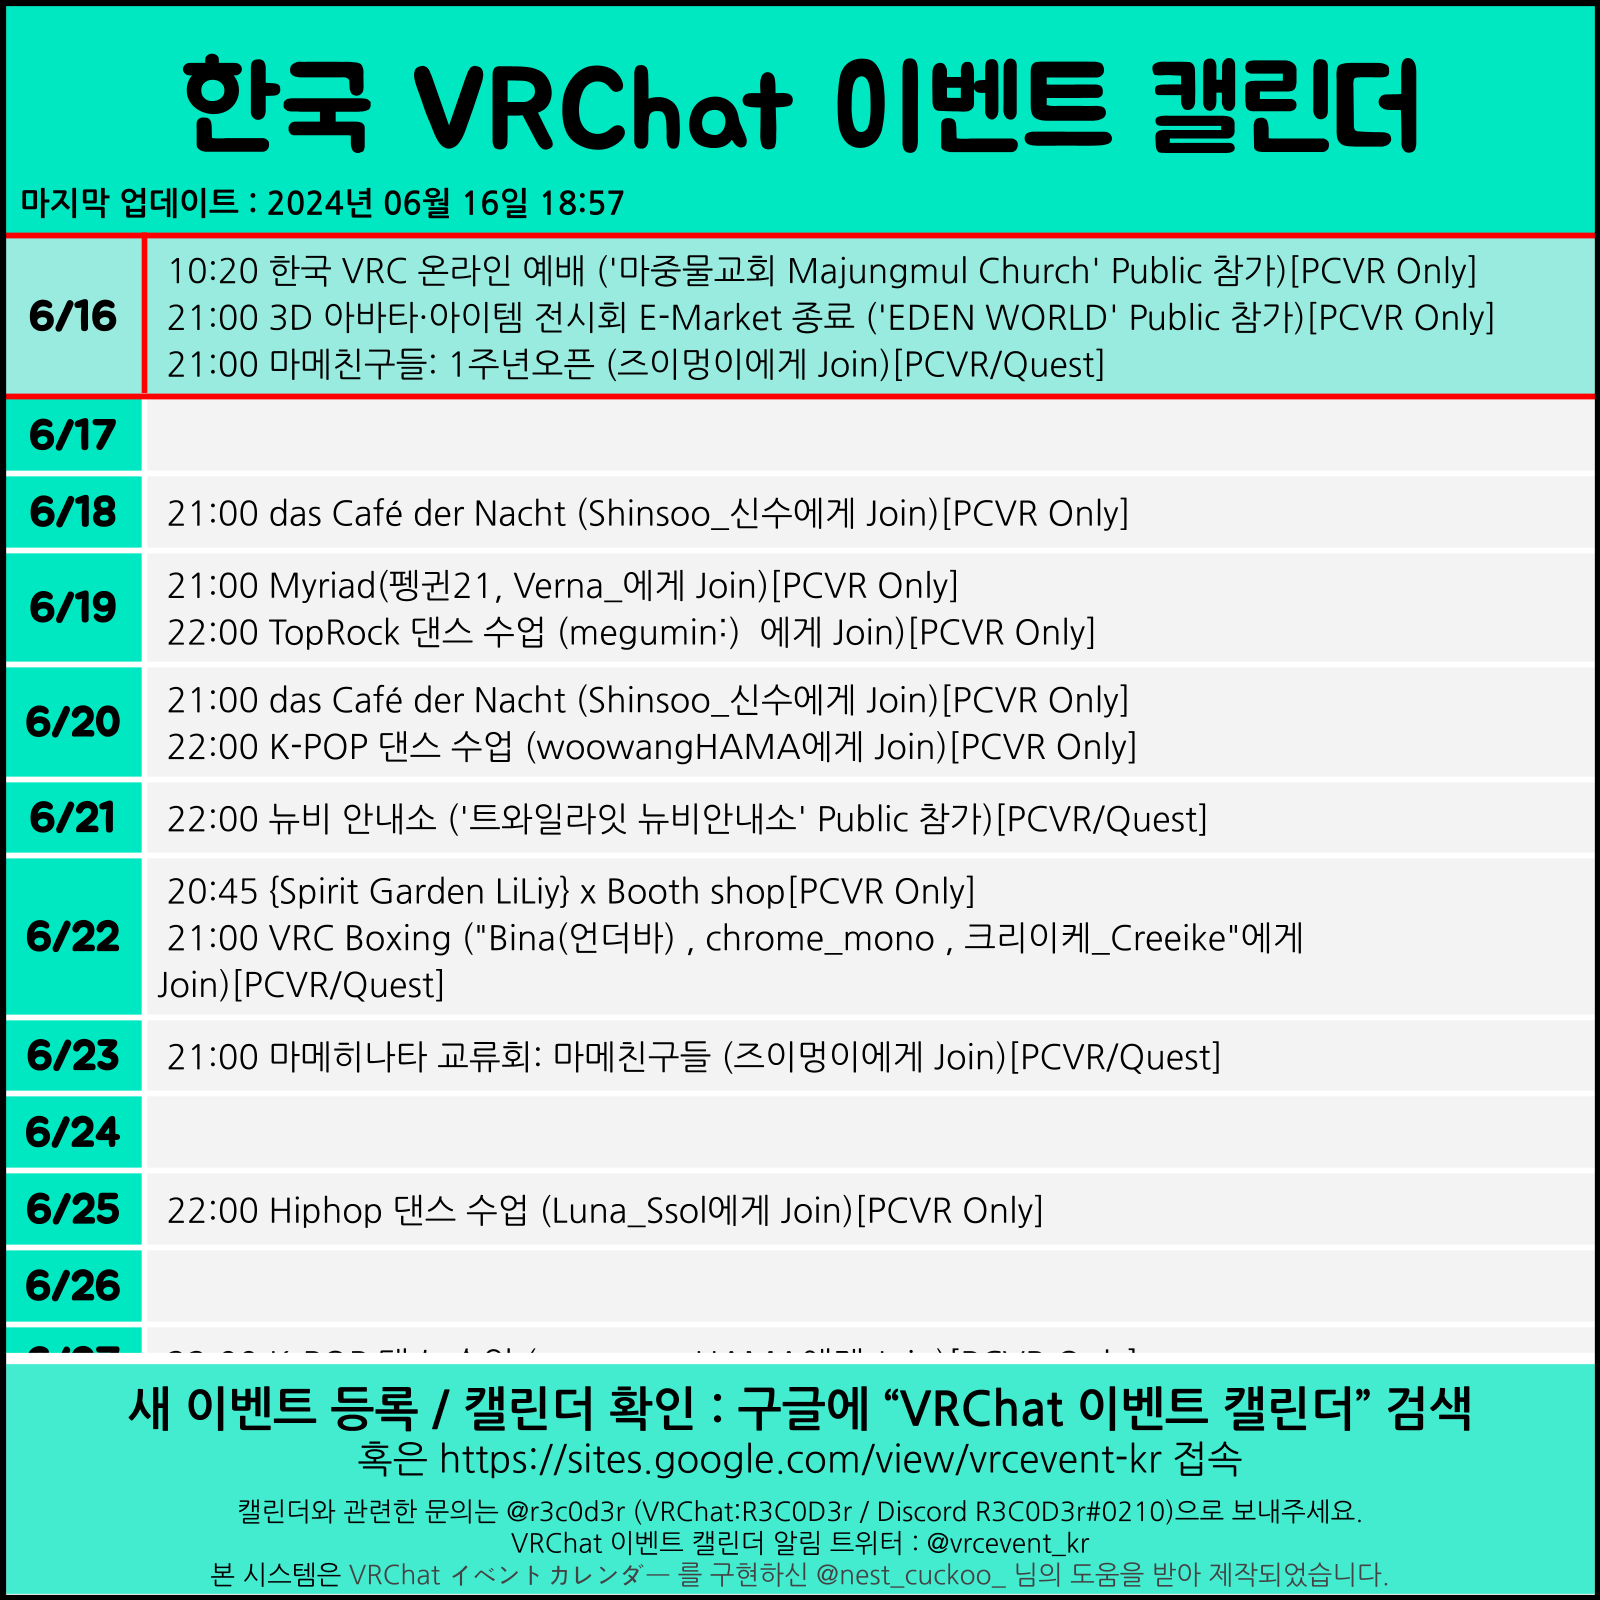 한국 VRChat 이벤트 캘린더
마지막 업데이트 : 2024년 06월 16일 18:57
6/16
10:20 한국 VRC 온라인 예배 ('마중물교회 Majungmul Church' Public 참가)[PCVR Only]
21:00 3D 아바타·아이템 전시회 E-Market 종료 ('EDEN WORLD' Public 참가)[PCVR Only]
21:00 마메친구들: 1주년오픈 (즈이멍이에게 Join)[PCVR/Quest]
6/17
6/18
21:00 das Café der Nacht (Shinsoo_신수에게 Join)[PCVR Only]
6/19
21:00 Myriad(펭귄21, Verna_에게 Join)[PCVR Only]
22:00 TopRock 댄스 수업 (megumin:)  에게 Join)[PCVR Only]
6/20
21:00 das Café der Nacht (Shinsoo_신수에게 Join)[PCVR Only]
22:00 K-POP 댄스 수업 (woowangHAMA에게 Join)[PCVR Only]
6/21
22:00 뉴비 안내소 ('트와일라잇 뉴비안내소' Public 참가)[PCVR/Quest]
6/22
20:45 {Spirit Garden LiLiy} x Booth shop[PCVR Only]
21:00 VRC Boxing ("Bina(언더바) , chrome_mono , 크리이케_Creeike"에게
Join)[PCVR/Quest]
6/23
21:00 마메히나타 교류회: 마메친구들 (즈이멍이에게 Join)[PCVR/Quest]
6/24
6/25
22:00 Hiphop 댄스 수업 (Luna_Ssol에게 Join)[PCVR Only]
6/26
새 이벤트 등록 / 캘린더 확인 : 구글에 “VRChat 이벤트 캘린더” 검색
혹은 https://sites.google.com/view/vrcevent-kr 접속
캘린더와 관련한 문의는 @r3c0d3r (VRChat:R3C0D3r / Discord R3C0D3r#0210)으로 보내주세요.
VRChat 이벤트 캘린더 알림 트위터 : @vrcevent_kr
본 시스템은 VRChat イベントカレンダー 를 구현하신 @nest_cuckoo_ 님의 도움을 받아 제작되었습니다.